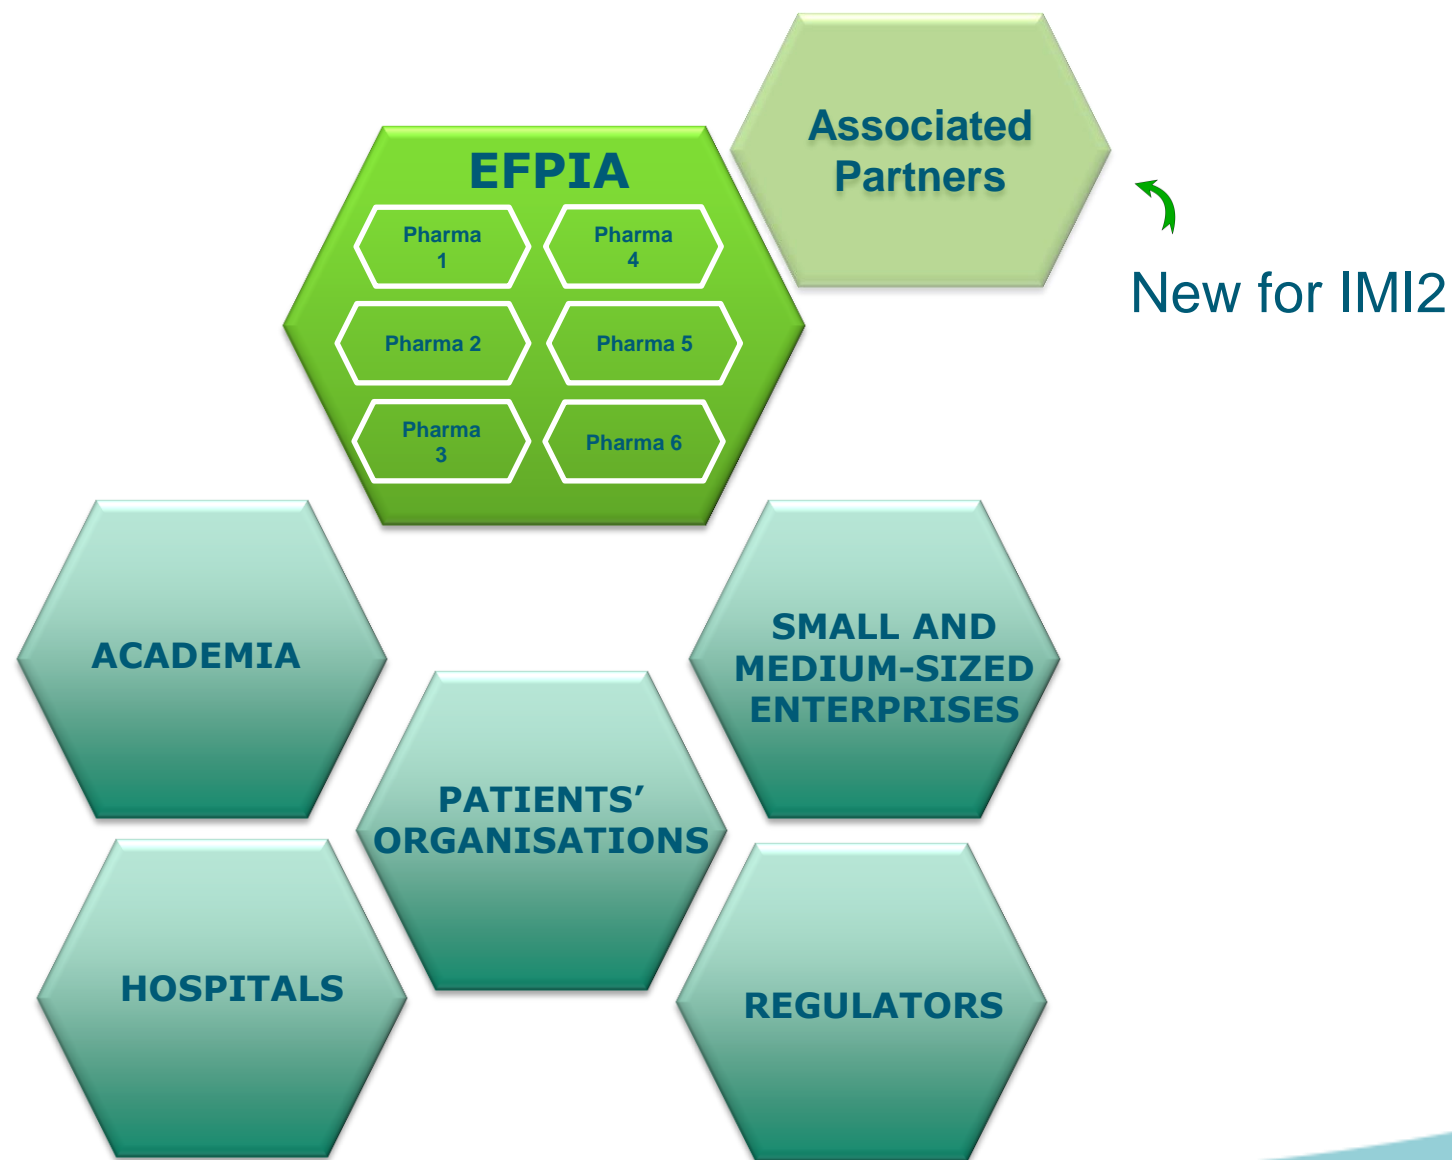 Associated
Partners
EFPIA
Pharma
1
Pharma
4
Pharma 2
Pharma 5
Pharma
3
Pharma 6
New for IMI2
ACADEMIA
SMALL AND
MEDIUM-SIZED
ENTERPRISES
PATIENTS’
ORGANISATIONS
HOSPITALS
REGULATORS